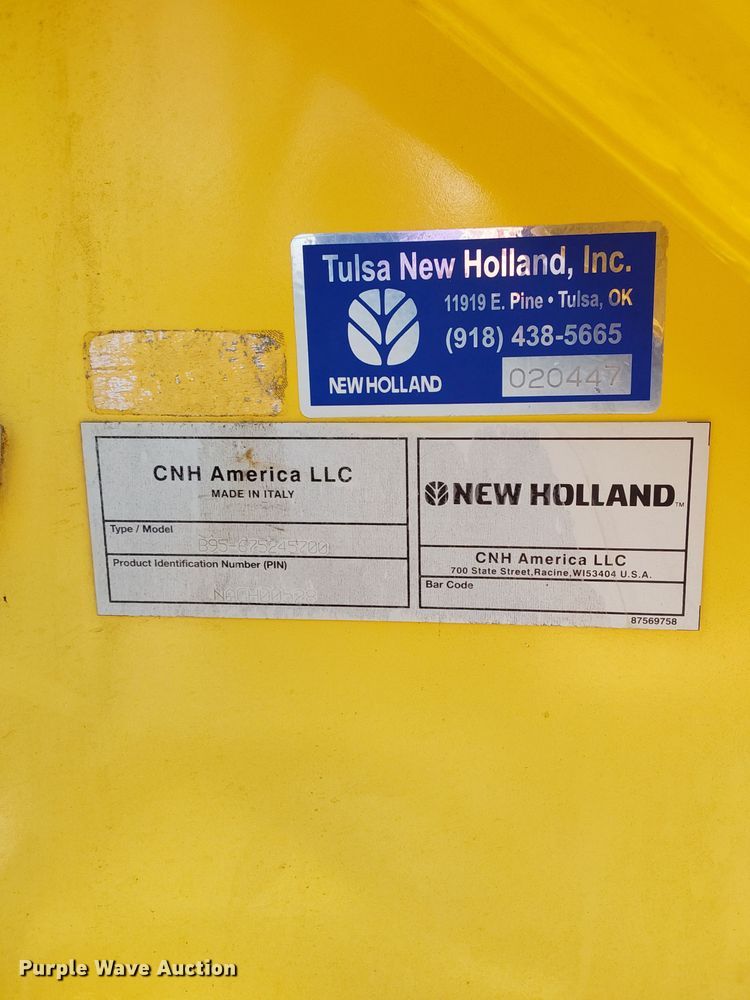 Tulsa New Holland, Inc.
11919 E. Pine • Tulsa, OK
(918) 438-5665
NEW HOLLAND
020447
CNH America LLC
MADE IN ITALY
Type / Model
Product Identification Number (PIN)
NEW HOLLAND™
CNH America LLC
700 State Street,Racine,WI53404 U.S.A.
Bar Code
87569758
Purple Wave Auction